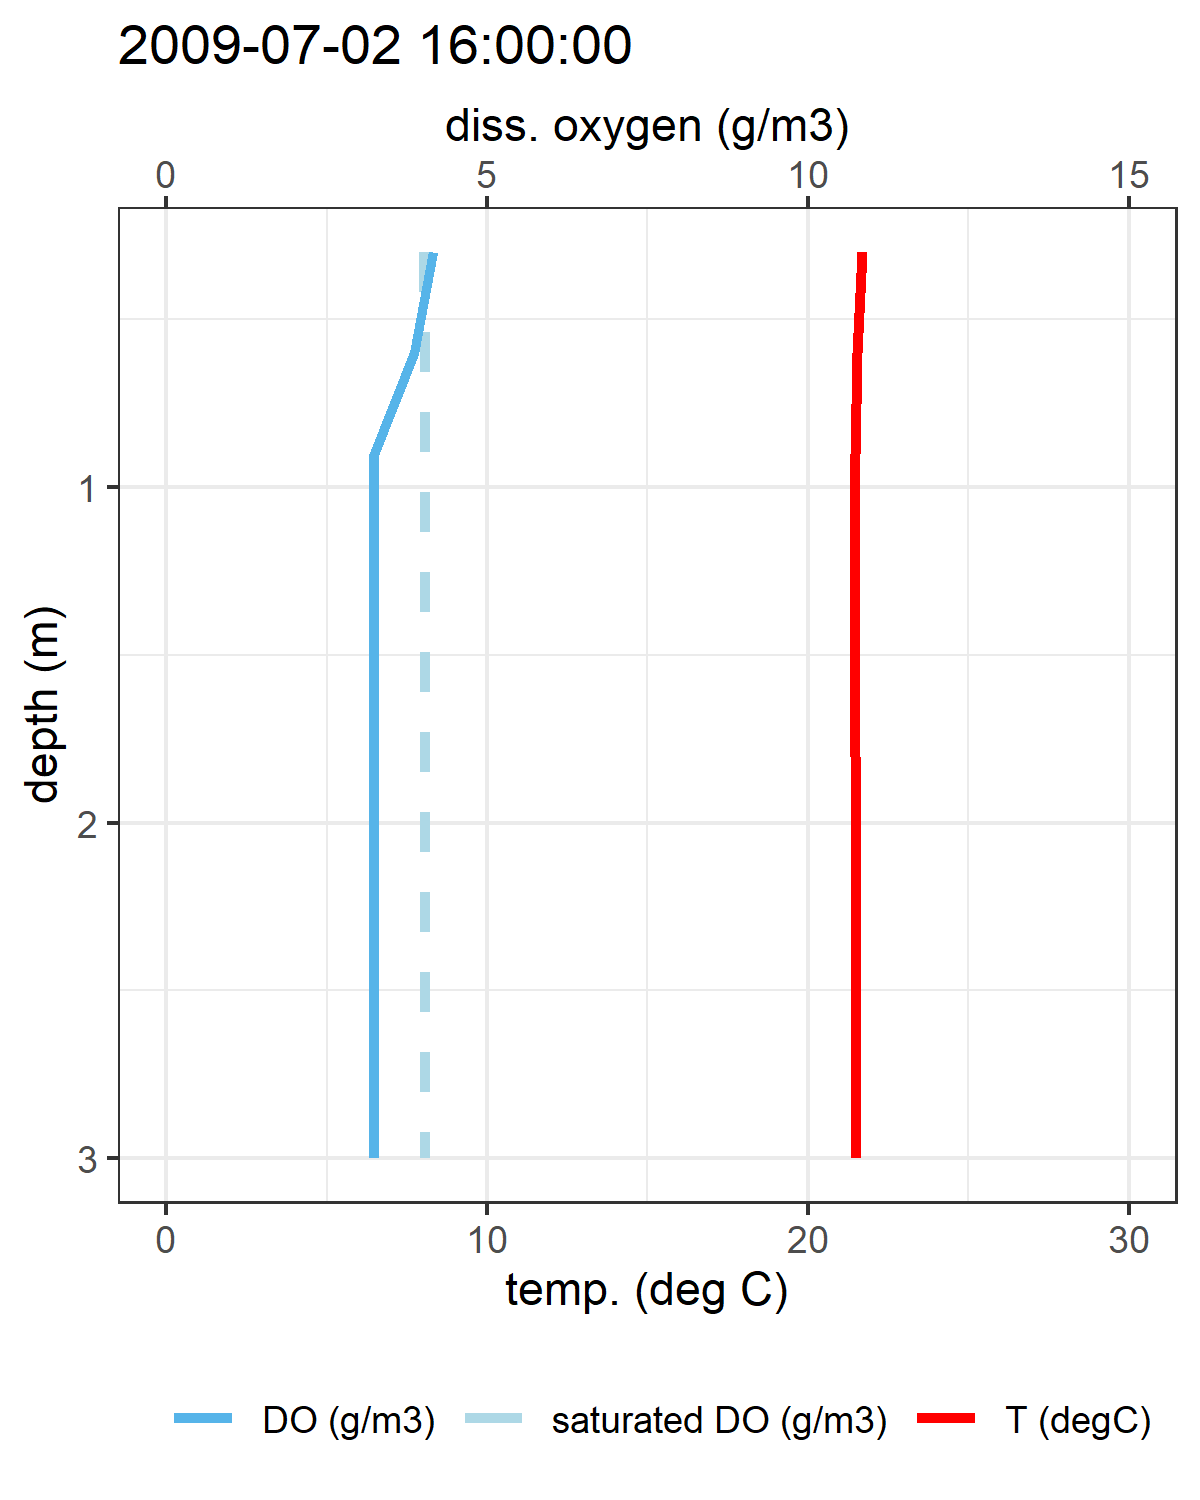 2009-07-02 16:00:00
diss. oxygen (g/m3)
0 5 10 15
1
2
3
depth (m)
0 10 20 30
temp. (deg C)
DO (g/m3) saturated DO (g/m3) T (degC)